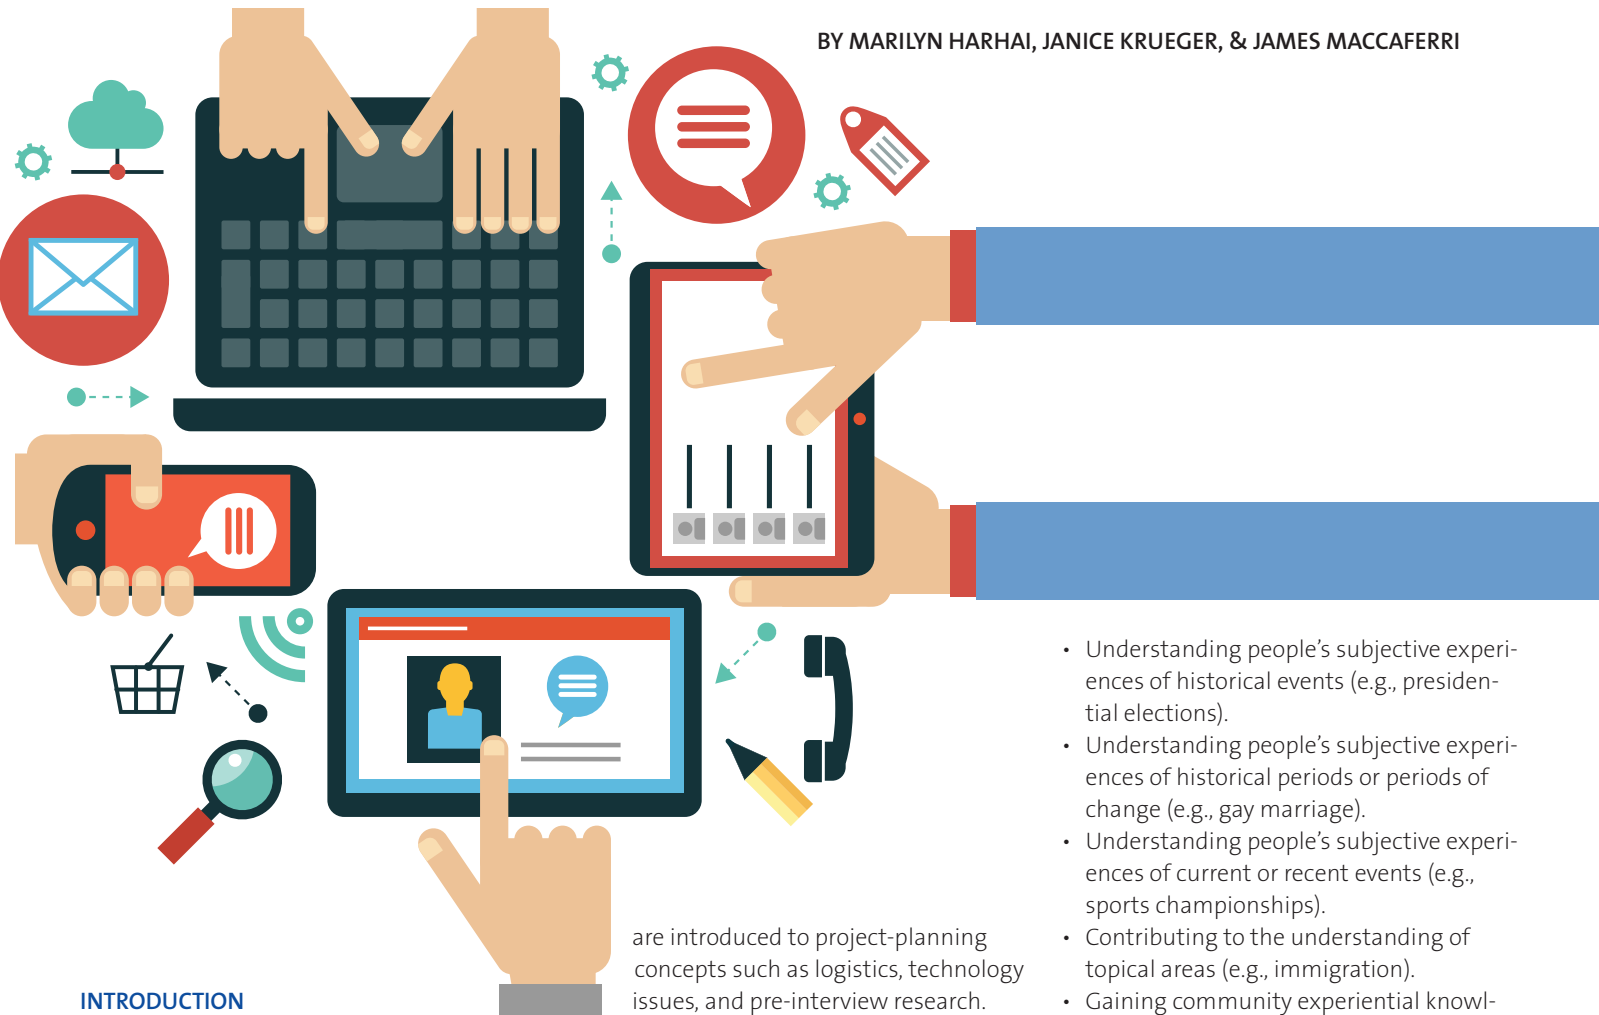 BY MARILYN HARHAI, JANICE KRUEGER, & JAMES MACCAFERRI
INTRODUCTION
are introduced to project-planning
concepts such as logistics, technology
issues, and pre-interview research.
• Understanding people’s subjective experi-
ences of historical events (e.g., presiden-
tial elections).
• Understanding people’s subjective experi-
ences of historical periods or periods of
change (e.g., gay marriage).
• Understanding people’s subjective experi-
ences of current or recent events (e.g.,
sports championships).
• Contributing to the understanding of
topical areas (e.g., immigration).
• Gaining community experiential knowl-